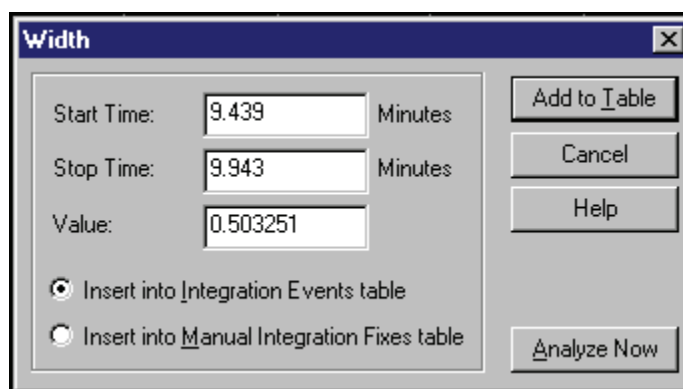 Width
Start Time: 9.439 Minutes
Add to Table
Stop Time: 9.943 Minutes
Cancel
Value: 0.503251
Help
Insert into Integration Events table
Insert into Manual Integration Fixes table
Analyze Now